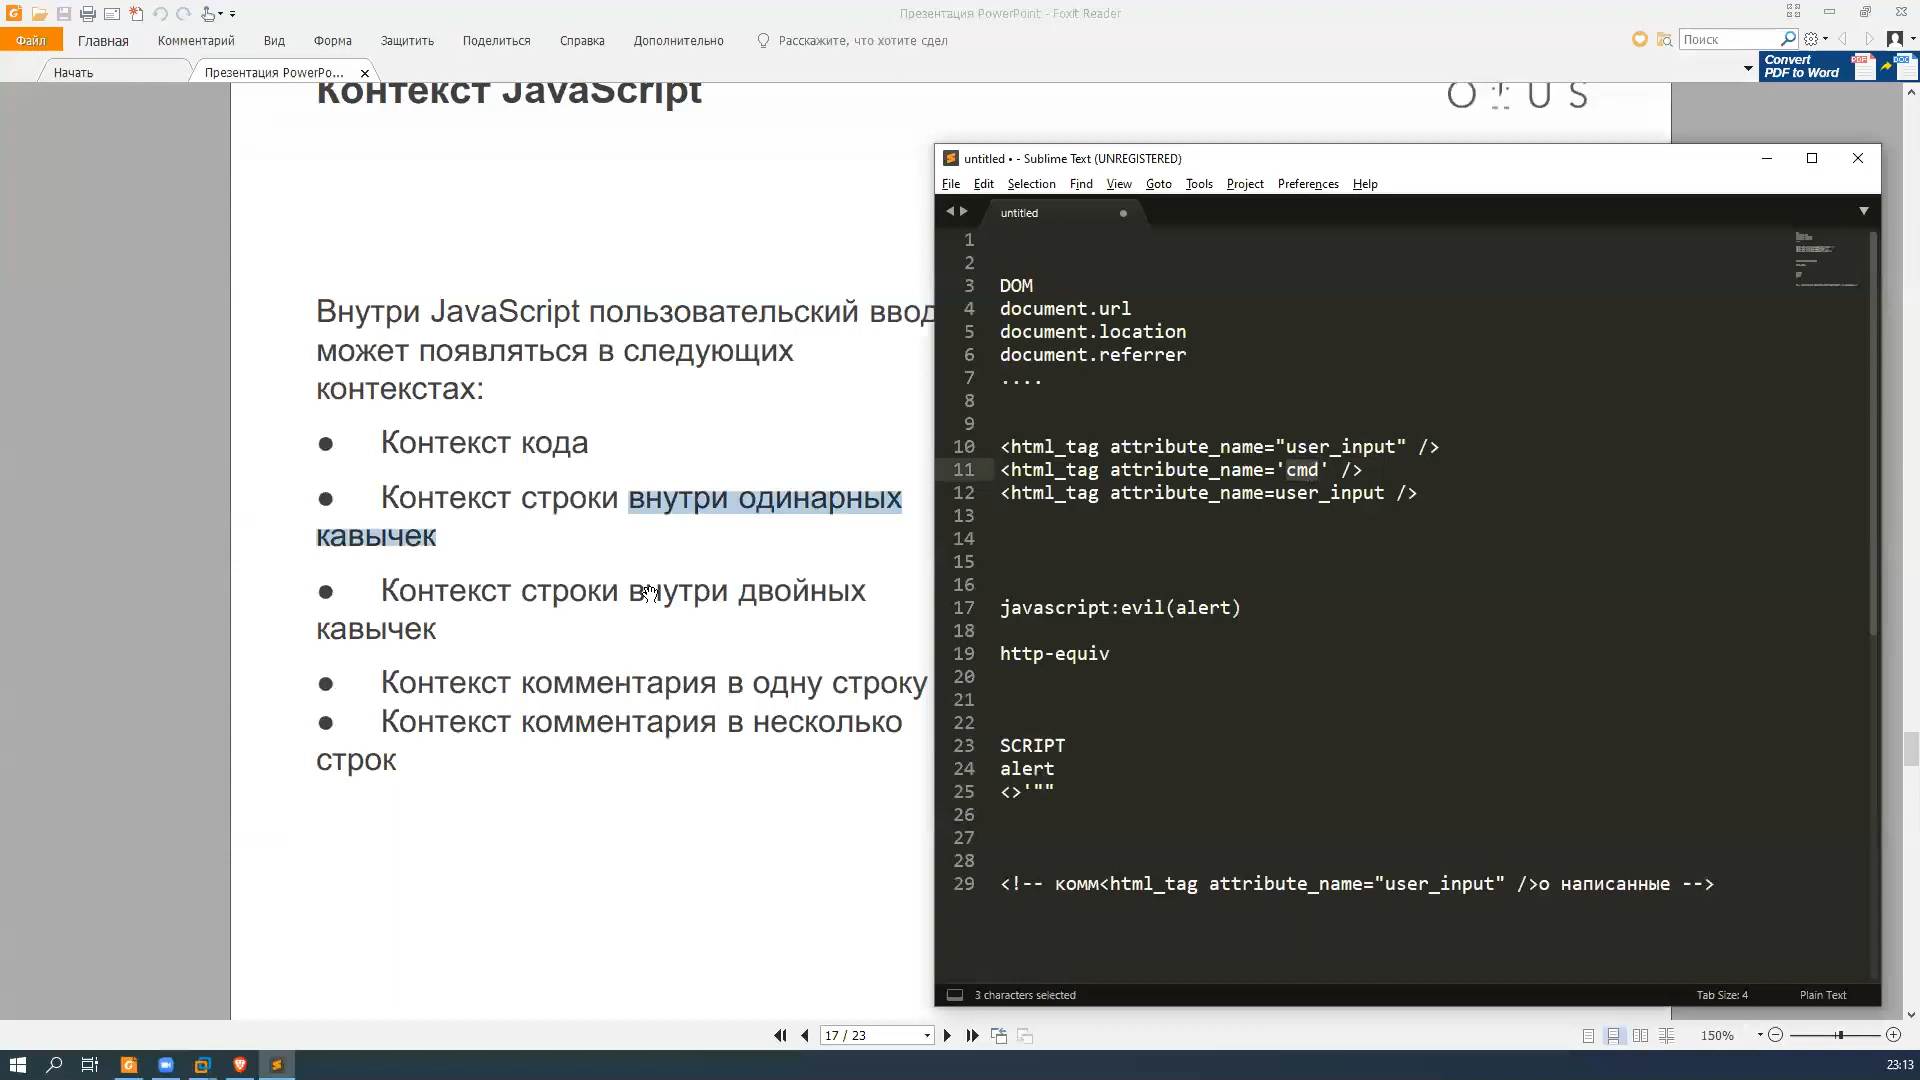 Презентация PowerPoint - Foxit Reader
Файл Главная Комментарий Вид Форма Защитить Поделиться Справка Дополнительно Расскажите, что хотите сдел Поиск
Начать Презентация PowerPo... Convert PDF to Word
Контекст JavaScript
Внутри JavaScript пользовательский ввод
может появляться в следующих
контекстах:
● Контекст кода
● Контекст строки внутри одинарных
кавычек
● Контекст строки внутри двойных
кавычек
● Контекст комментария в одну строку
● Контекст комментария в несколько
строк
untitled • - Sublime Text (UNREGISTERED)
File Edit Selection Find View Goto Tools Project Preferences Help
untitled
1
2
3 DOM
4 document.url
5 document.location
6 document.referrer
7 ....
8
9
10 <html_tag attribute_name="user_input" />
11 <html_tag attribute_name='cmd' />
12 <html_tag attribute_name=user_input />
13
14
15
16
17 javascript:evil(alert)
18
19 http-equiv
20
21
22
23 SCRIPT
24 alert
25 <>'""
26
27
28
29 <!-- комм<html_tag attribute_name="user_input" />о написанные -->
3 characters selected Tab Size: 4 Plain Text
17 / 23 150%
23:13